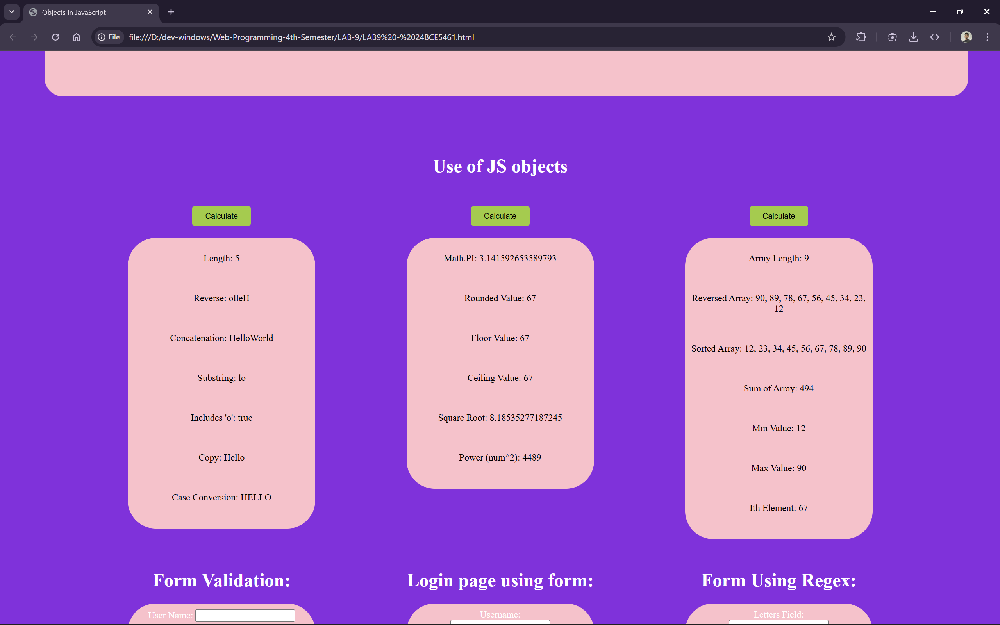 Objects in JavaScript
File
file:///D:/dev-windows/Web-Programming-4th-Semester/LAB-9/LAB9%20-%2024BCE5461.html
Use of JS objects
Calculate
Length: 5
Reverse: olleH
Concatenation: HelloWorld
Substring: lo
Includes 'o': true
Copy: Hello
Case Conversion: HELLO
Calculate
Math.PI: 3.141592653589793
Rounded Value: 67
Floor Value: 67
Ceiling Value: 67
Square Root: 8.18535277187245
Power (num^2): 4489
Calculate
Array Length: 9
Reversed Array: 90, 89, 78, 67, 56, 45, 34, 23,
12
Sorted Array: 12, 23, 34, 45, 56, 67, 78, 89, 90
Sum of Array: 494
Min Value: 12
Max Value: 90
Ith Element: 67
Form Validation:
User Name:
Login page using form:
Username:
Form Using Regex:
Letters Field: